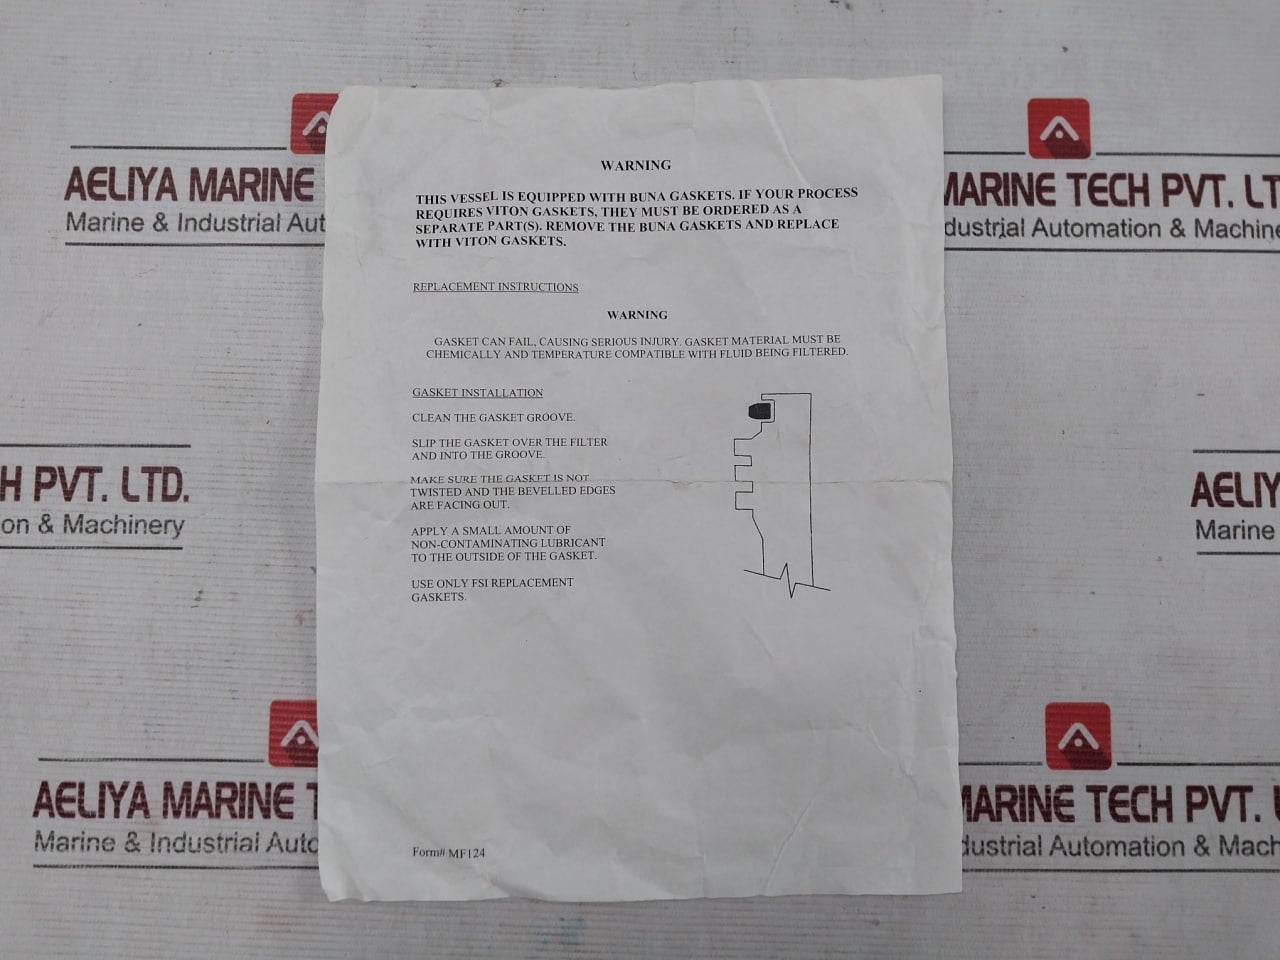 WARNING
THIS VESSEL IS EQUIPPED WITH BUNA GASKETS. IF YOUR PROCESS
REQUIRES VITON GASKETS, THEY MUST BE ORDERED AS A
SEPARATE PART(S). REMOVE THE BUNA GASKETS AND REPLACE
WITH VITON GASKETS.
REPLACEMENT INSTRUCTIONS
WARNING
GASKET CAN FAIL, CAUSING SERIOUS INJURY. GASKET MATERIAL MUST BE
CHEMICALLY AND TEMPERATURE COMPATIBLE WITH FLUID BEING FILTERED.
GASKET INSTALLATION
CLEAN THE GASKET GROOVE.
SLIP THE GASKET OVER THE FILTER
AND INTO THE GROOVE.
MAKE SURE THE GASKET IS NOT
TWISTED AND THE BEVELLED EDGES
ARE FACING OUT.
APPLY A SMALL AMOUNT OF
NON-CONTAMINATING LUBRICANT
TO THE OUTSIDE OF THE GASKET.
USE ONLY FSI REPLACEMENT
GASKETS.
Form# MF124
AELIYA MARINE
Marine & Industrial Aut
MARINE TECH PVT. LT
dustrial Automation & Machine
H PVT. LTD.
on & Machinery
AELIY
Marine
AELIYA MARINE T
Marine & Industrial Auto
MARINE TECH PVT. L
dustrial Automation & Mach